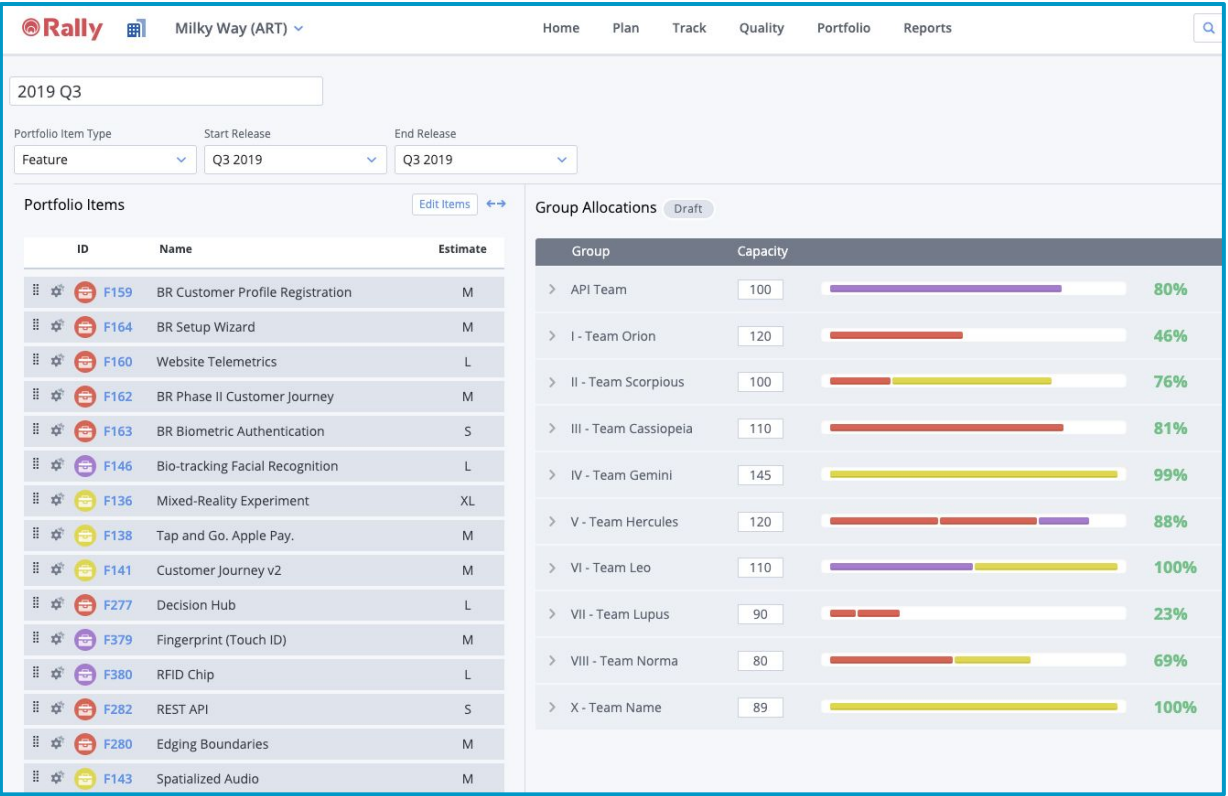 Rally Milky Way (ART) Home Plan Track Quality Portfolio Reports
2019 Q3
Portfolio Item Type Start Release End Release
Feature Q3 2019 Q3 2019
Portfolio Items Edit Items
ID Name Estimate
F159 BR Customer Profile Registration M
F164 BR Setup Wizard M
F160 Website Telemetrics L
F162 BR Phase II Customer Journey M
F163 BR Biometric Authentication S
F146 Bio-tracking Facial Recognition L
F136 Mixed-Reality Experiment XL
F138 Tap and Go. Apple Pay. M
F141 Customer Journey v2 M
F277 Decision Hub L
F379 Fingerprint (Touch ID) M
F380 RFID Chip L
F282 REST API S
F280 Edging Boundaries M
F143 Spatialized Audio M
Group Allocations Draft
Group Capacity
API Team 100 80%
I - Team Orion 120 46%
II - Team Scorpious 100 76%
III - Team Cassiopeia 110 81%
IV - Team Gemini 145 99%
V - Team Hercules 120 88%
VI - Team Leo 110 100%
VII - Team Lupus 90 23%
VIII - Team Norma 80 69%
X - Team Name 89 100%